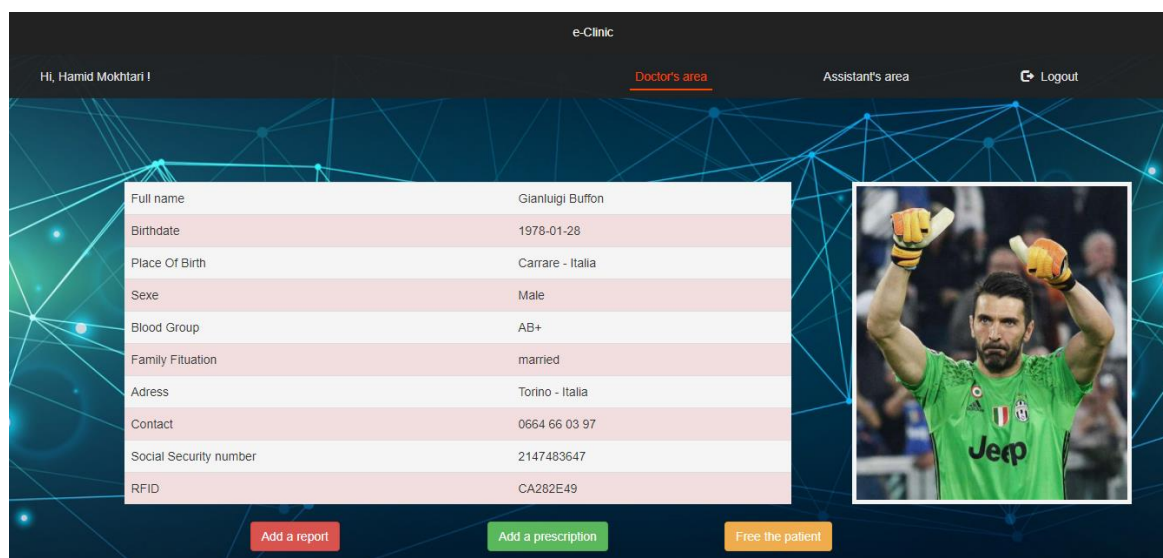 e-Clinic
Hi, Hamid Mokhtari !
Doctor's area
Assistant's area
Logout
Full name Gianluigi Buffon
Birthdate 1978-01-28
Place Of Birth Carrare - Italia
Sexe Male
Blood Group AB+
Family Fituation married
Adress Torino - Italia
Contact 0664 66 03 97
Social Security number 2147483647
RFID CA282E49
Jeep
Add a report
Add a prescription
Free the patient